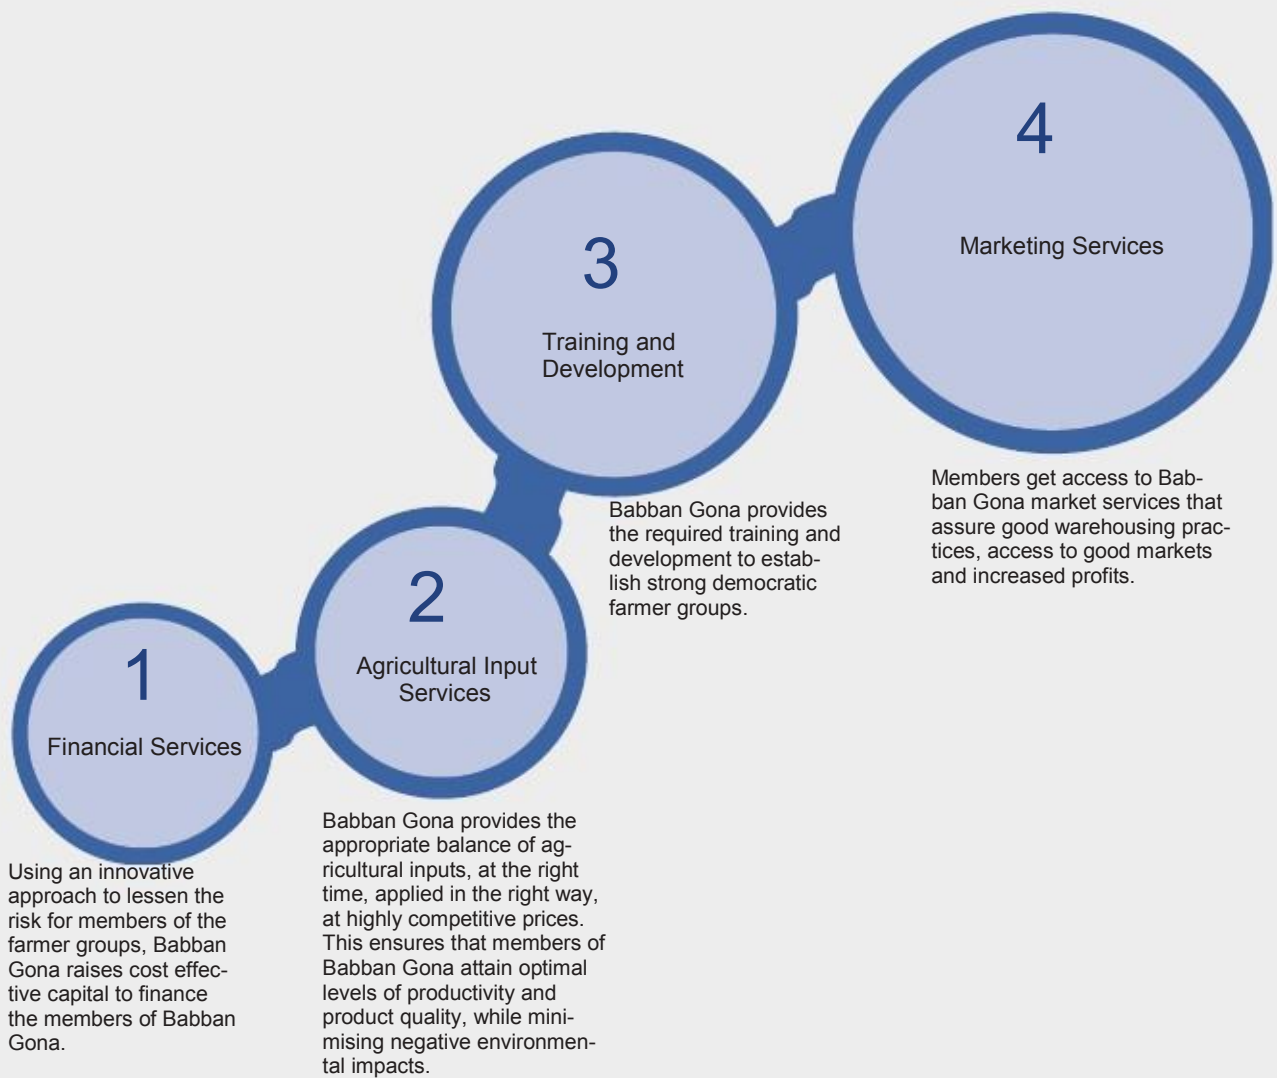 1
Financial Services
Using an innovative
approach to lessen the
risk for members of the
farmer groups, Babban
Gona raises cost effec-
tive capital to finance
the members of Babban
Gona.
2
Agricultural Input
Services
Babban Gona provides the
appropriate balance of ag-
ricultural inputs, at the right
time, applied in the right way,
at highly competitive prices.
This ensures that members of
Babban Gona attain optimal
levels of productivity and
product quality, while mini-
mising negative environmen-
tal impacts.
3
Training and
Development
Babban Gona provides
the required training and
development to estab-
lish strong democratic
farmer groups.
4
Marketing Services
Members get access to Bab-
ban Gona market services that
assure good warehousing prac-
tices, access to good markets
and increased profits.